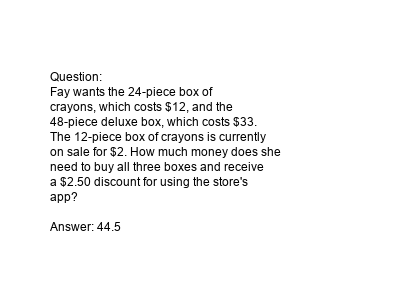 Question:
Fay wants the 24-piece box of
crayons, which costs $12, and the
48-piece deluxe box, which costs $33.
The 12-piece box of crayons is currently
on sale for $2. How much money does she
need to buy all three boxes and receive
a $2.50 discount for using the store's
app?

Answer: 44.5